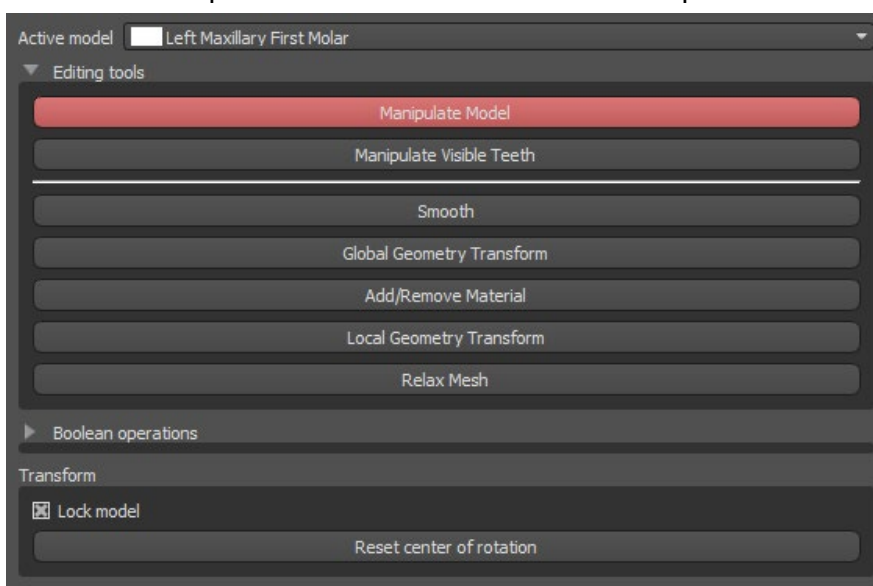 Active model Left Maxillary First Molar
Editing tools
Manipulate Model
Manipulate Visible Teeth
Smooth
Global Geometry Transform
Add/Remove Material
Local Geometry Transform
Relax Mesh
Boolean operations
Transform
Lock model
Reset center of rotation